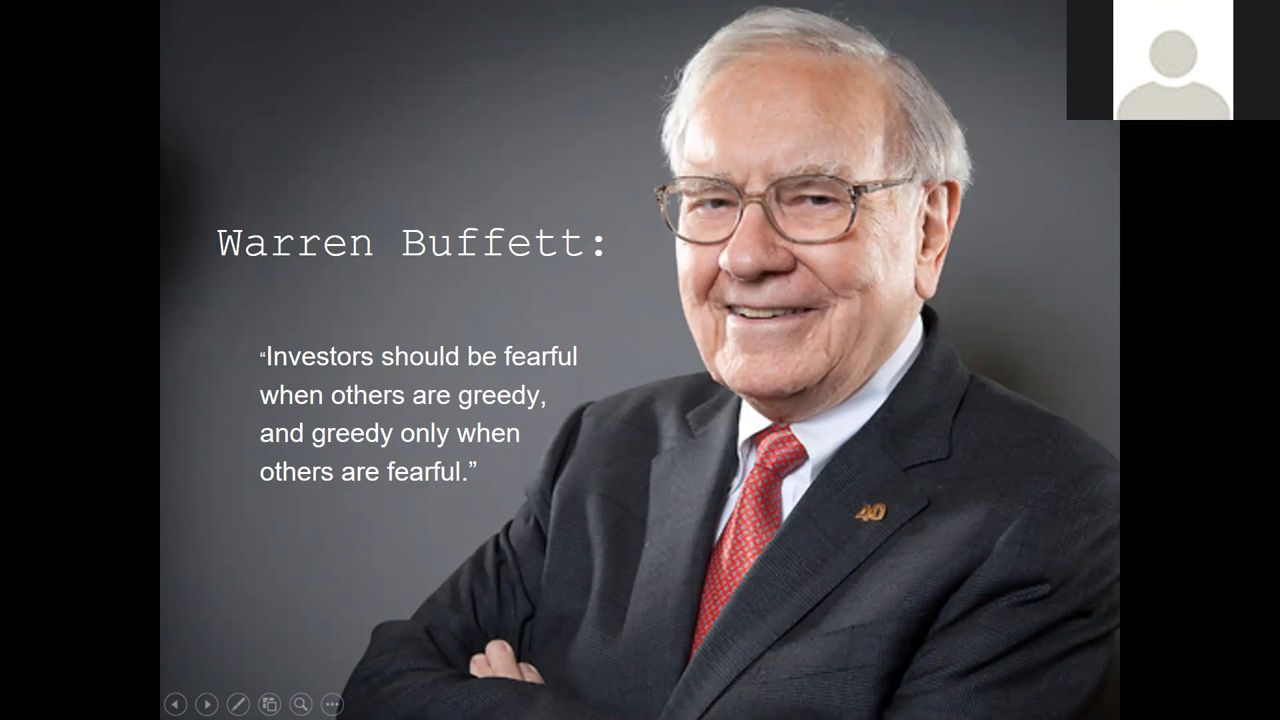 Warren Buffett:
“Investors should be fearful
when others are greedy,
and greedy only when
others are fearful.”
40